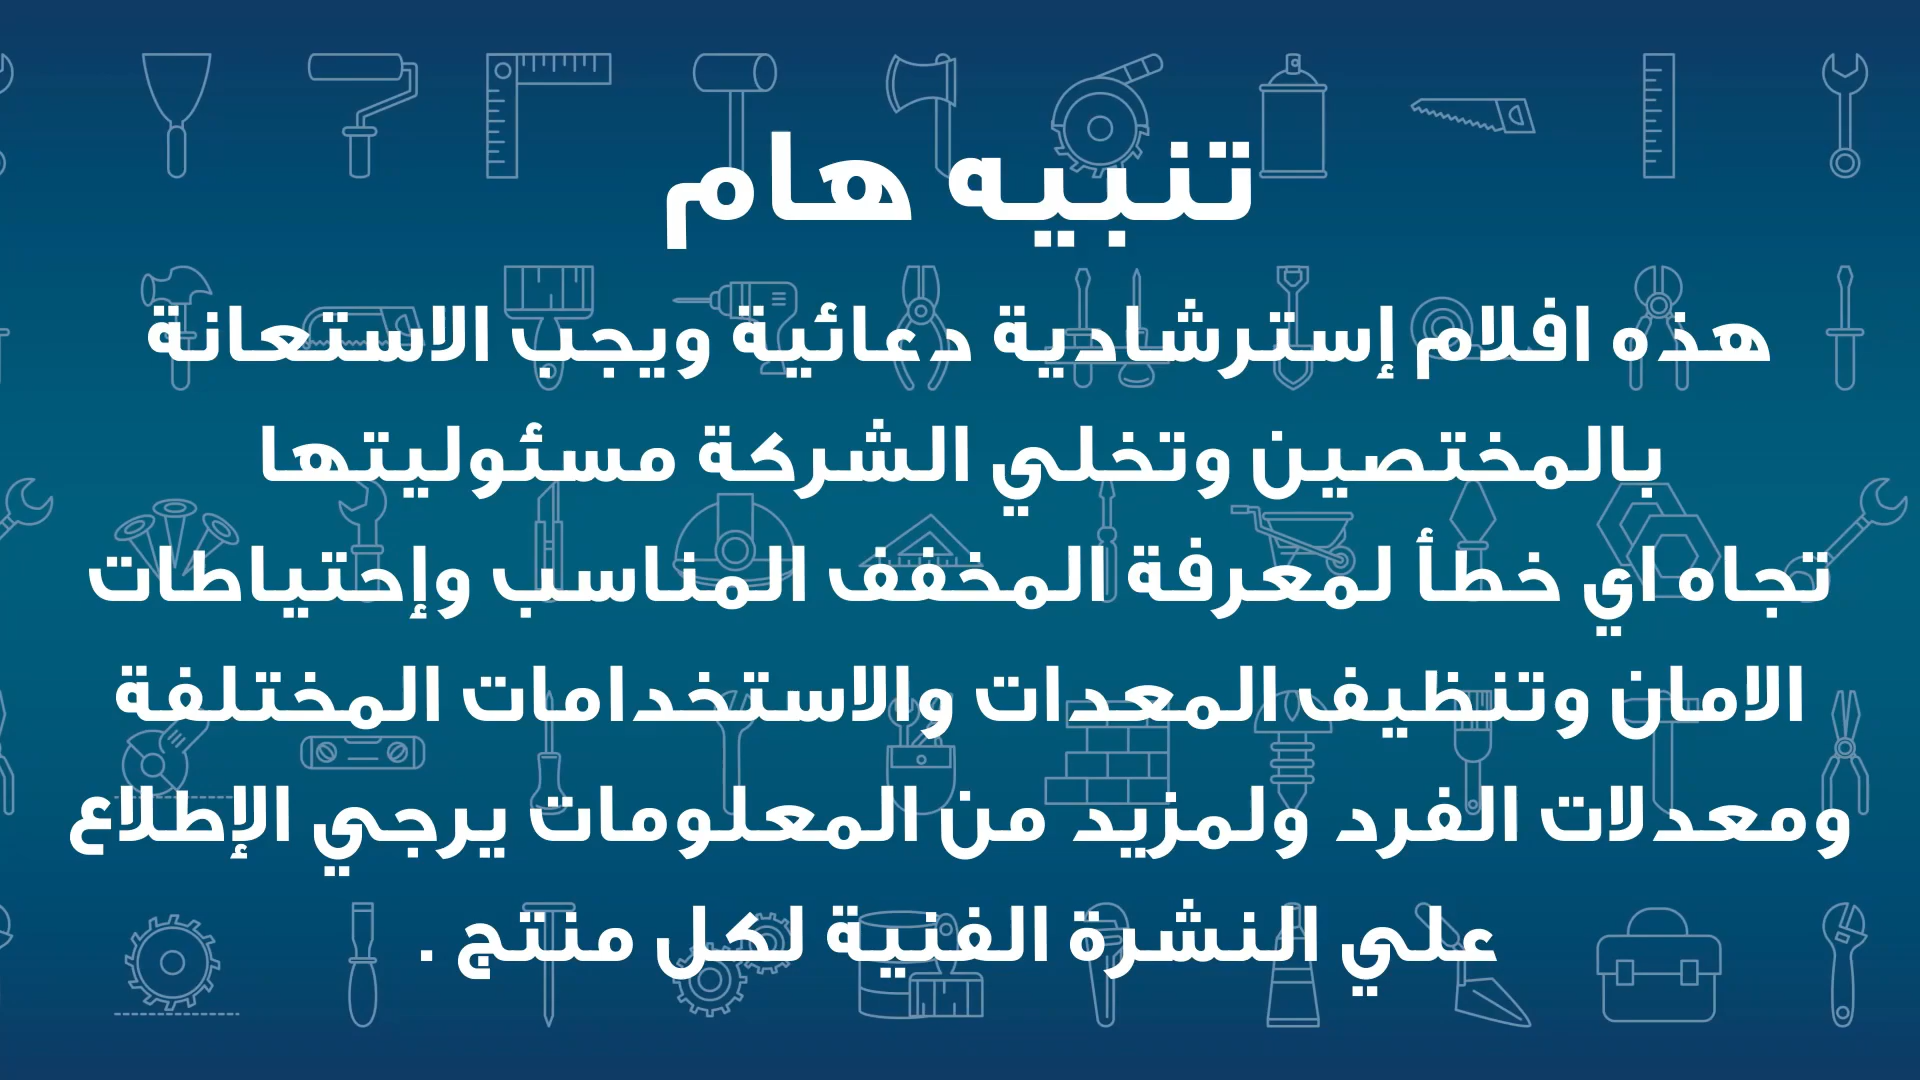 تنبيه هام
هذه افلام إسترشادية دعائية ويجب الاستعانة
بالمختصين وتخلي الشركة مسئوليتها
تجاه اي خطأ لمعرفة المخفف المناسب وإحتياطات
الامان وتنظيف المعدات والاستخدامات المختلفة
ومعدلات الفرد ولمزيد من المعلومات يرجي الإطلاع
علي النشرة الفنية لكل منتج .